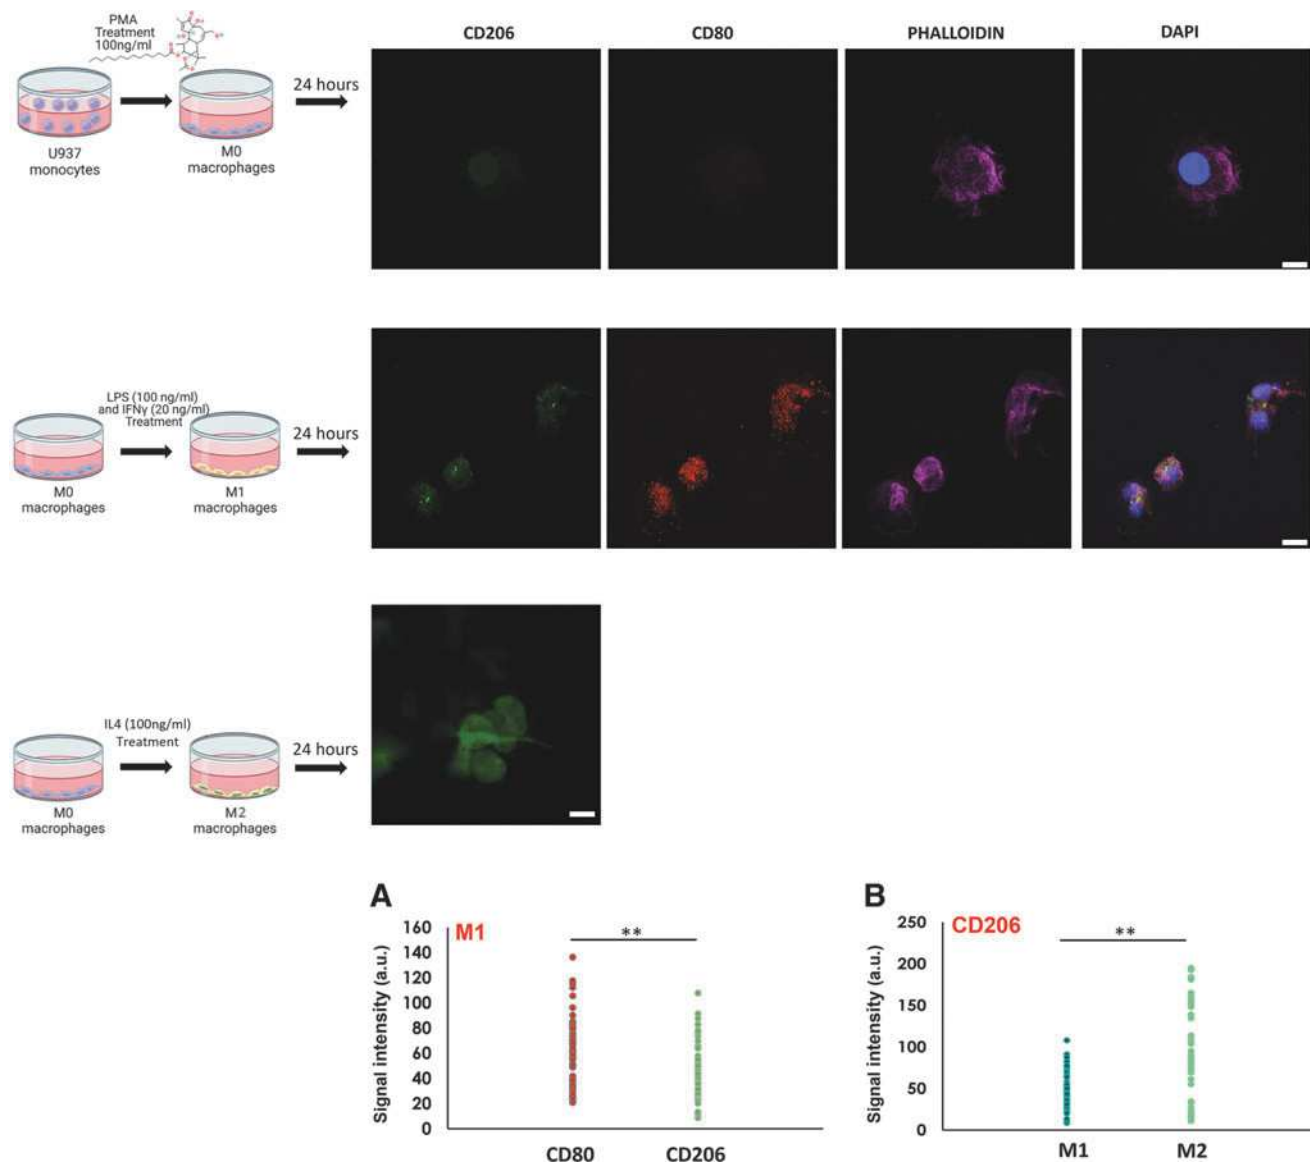 PMA
Treatment
100ng/ml
U937
monocytes
M0
macrophages
24 hours
CD206
CD80
PHALLOIDIN
DAPI
LPS (100 ng/ml)
and IFNγ (20 ng/ml)
Treatment
M0
macrophages
M1
macrophages
24 hours
IL4 (100ng/ml)
Treatment
M0
macrophages
M2
macrophages
24 hours
A
M1
**
Signal intensity (a.u.)
160
140
120
100
80
60
40
20
0
CD80
CD206
B
CD206
**
Signal intensity (a.u.)
250
200
150
100
50
0
M1
M2